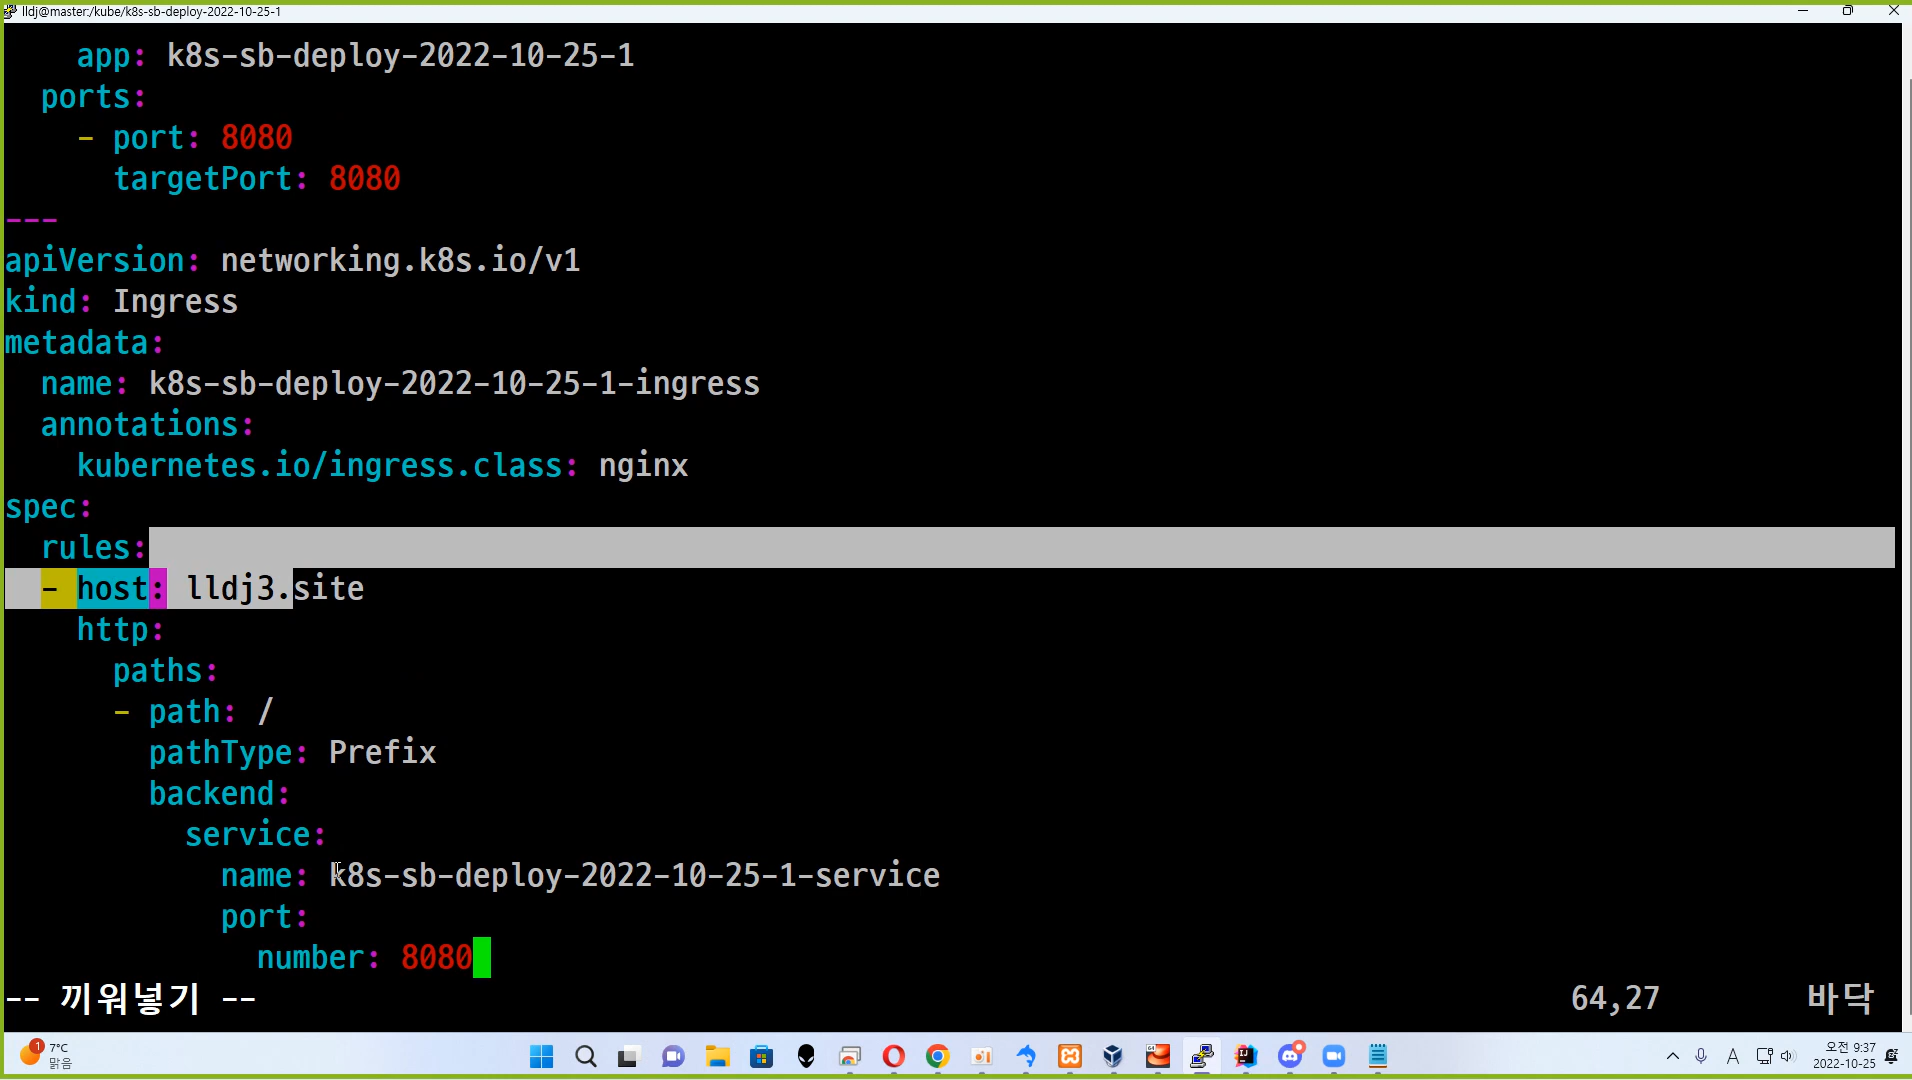 lldj@master:/kube/k8s-sb-deploy-2022-10-25-1
app: k8s-sb-deploy-2022-10-25-1
ports:
- port: 8080
targetPort: 8080
---
apiVersion: networking.k8s.io/v1
kind: Ingress
metadata:
name: k8s-sb-deploy-2022-10-25-1-ingress
annotations:
kubernetes.io/ingress.class: nginx
spec:
rules:
- host: lldj3.site
http:
paths:
- path: /
pathType: Prefix
backend:
service:
name: k8s-sb-deploy-2022-10-25-1-service
port:
number: 8080
-- 끼워넣기 -- 64,27 바닥
1 7°C
맑음
A
오전 9:37
2022-10-25